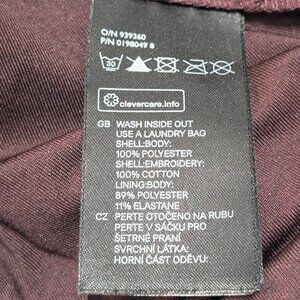 O/N 939360
P/N 0198049 8
30
clevercare.info
GB WASH INSIDE OUT
USE A LAUNDRY BAG
SHELL:BODY:
100% POLYESTER
SHELL:EMBROIDERY:
100% COTTON
LINING:BODY:
89% POLYESTER
11% ELASTANE
CZ PERTE OTOČENO NA RUBU
PERTE V SÁČKU PRO
ŠETRNÉ PRANÍ
SVRCHNÍ LÁTKA:
HORNÍ ČÁST ODĚVU: